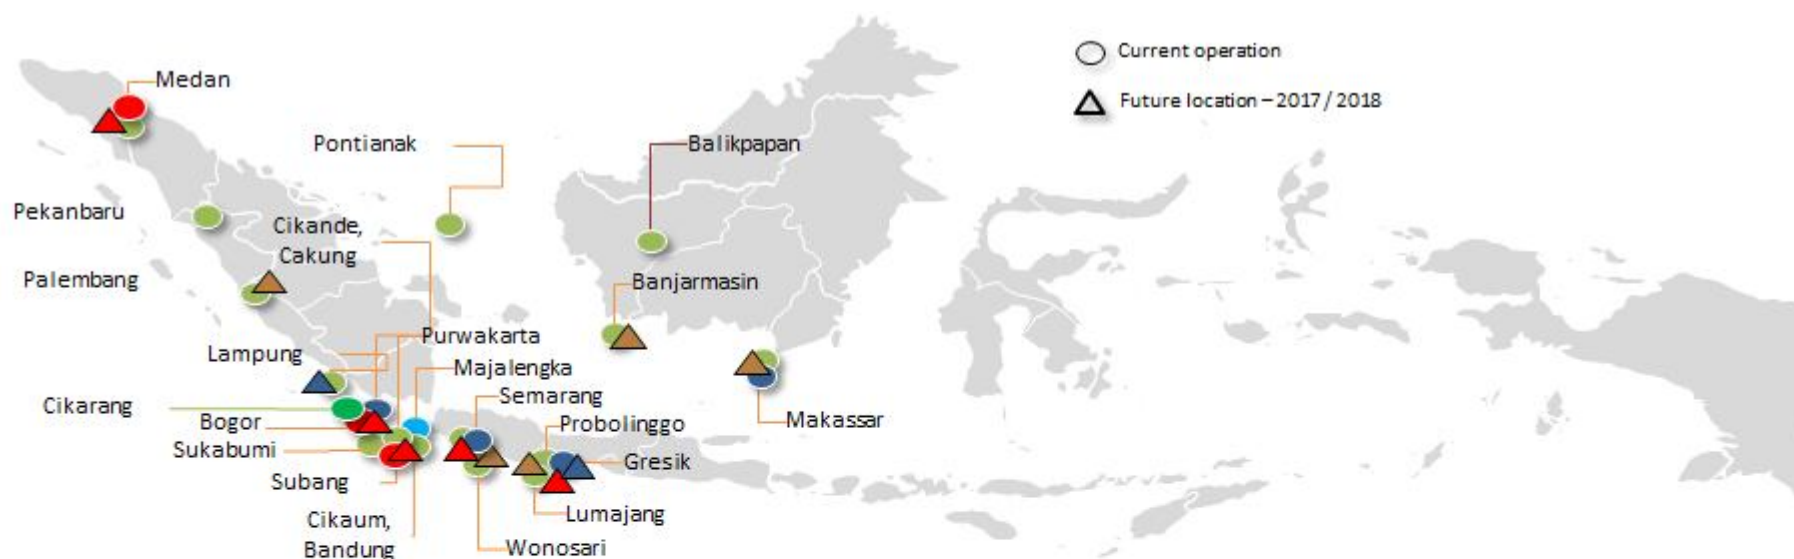 Current operation
Medan
Future location – 2017 / 2018
Pontianak
Balikpapan
Pekanbaru
Cikande,
Cakung
Palembang
Banjarmasin
Purwakarta
Lampung
Majalengka
Semarang
Cikarang
Bogor
Probolinggo
Makassar
Sukabumi
Gresik
Subang
Lumajang
Cikaum,
Bandung
Wonosari